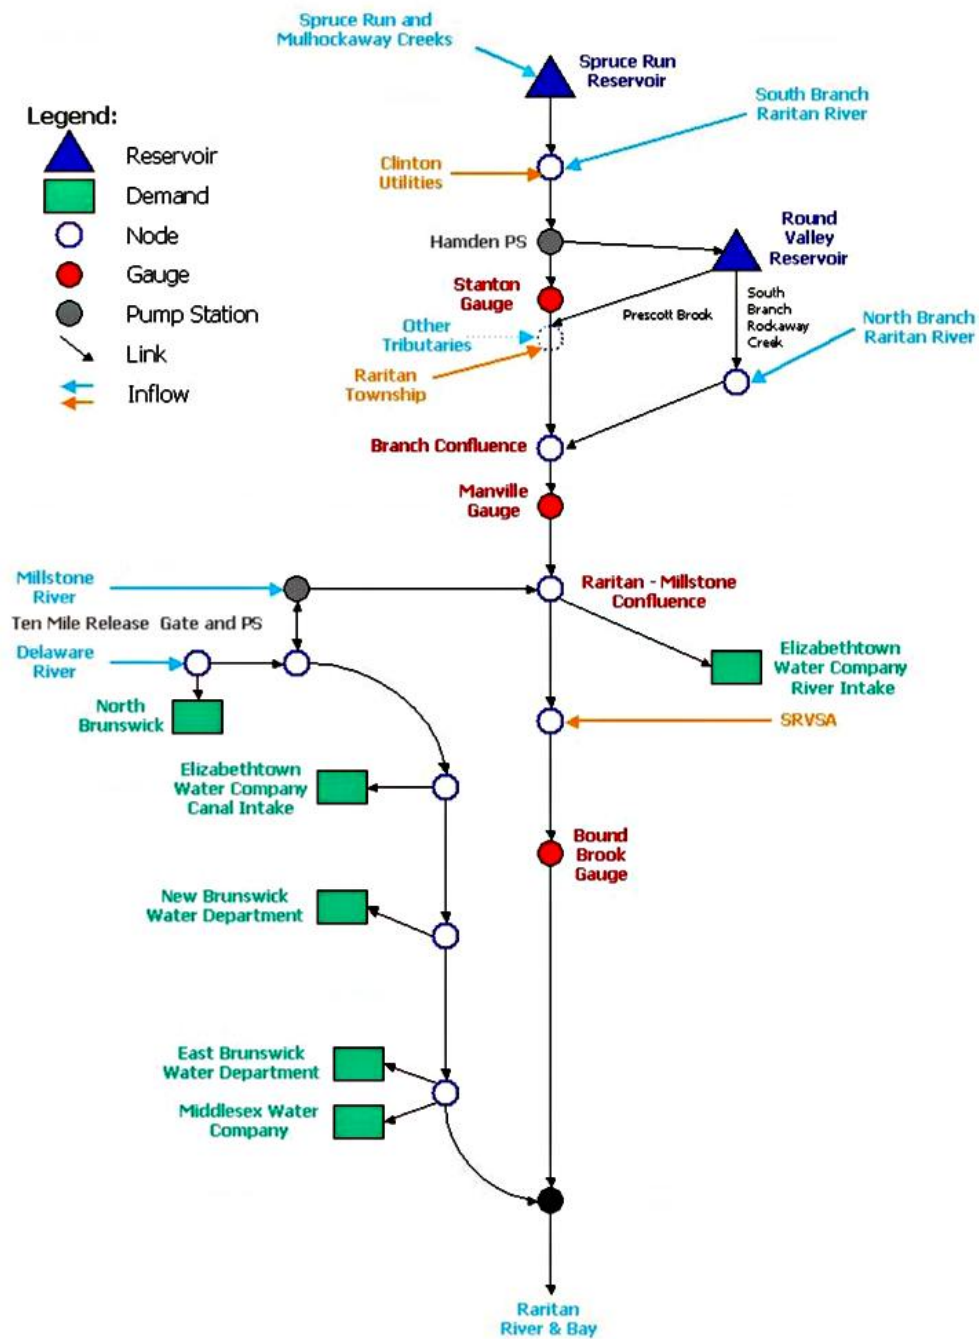 Spruce Run and
Mulhockaway Creeks
Spruce Run
Reservoir
South Branch
Raritan River
Legend:
Reservoir
Demand
Node
Gauge
Pump Station
Link
Inflow
Clinton
Utilities
Hamden PS
Round
Valley
Reservoir
Stanton
Gauge
Prescott Brook
South
Branch
Rockaway
Creek
Other
Tributaries
North Branch
Raritan River
Raritan
Township
Branch Confluence
Manville
Gauge
Millstone
River
Raritan - Millstone
Confluence
Ten Mile Release Gate and PS
Delaware
River
Elizabethtown
Water Company
River Intake
North
Brunswick
SRVSA
Elizabethtown
Water Company
Canal Intake
Bound
Brook
Gauge
New Brunswick
Water Department
East Brunswick
Water Department
Middlesex Water
Company
Raritan
River & Bay